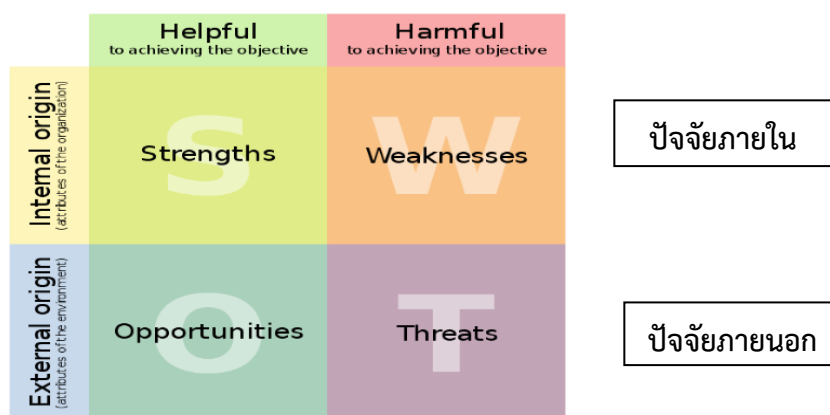 Helpful
to achieving the objective
Harmful
to achieving the objective
Internal origin
(attributes of the organization)
S
Strengths
W
Weaknesses
ปัจจัยภายใน
External origin
(attributes of the environment)
O
Opportunities
T
Threats
ปัจจัยภายนอก